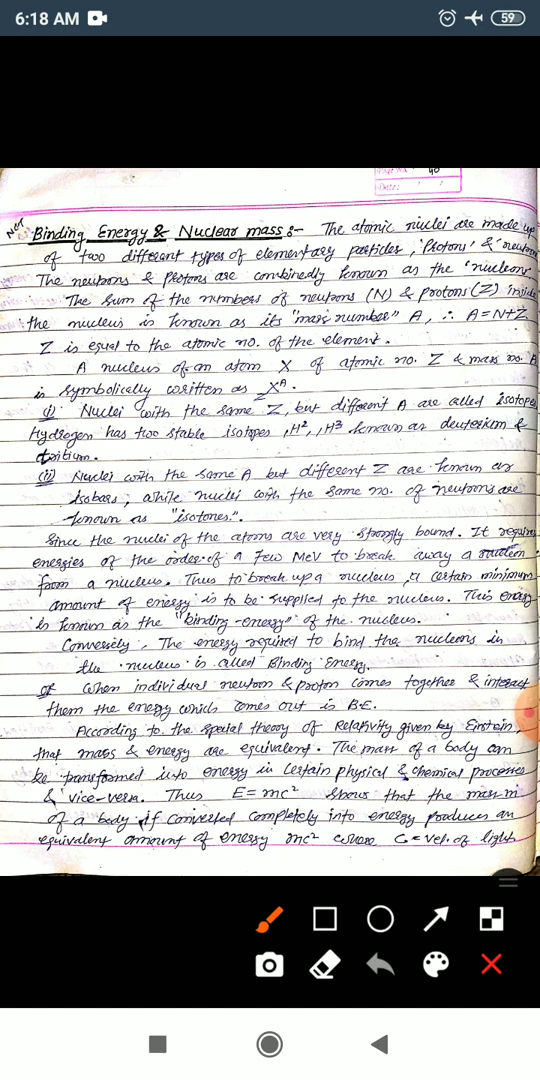 6:18 AM
59
Page No. 40
Date: / /
Net
Binding Energy & Nuclear mass :- The atomic nuclei are made up
of two different types of elementary particles, 'Protons' & 'neutron
The neutrons & protons are combinedly known as the 'nucleons
The sum of the numbers of neutrons (N) & protons (Z) inside
the nucleus is known as its "mass number" A, ∴ A = N+Z
Z is equal to the atomic no. of the element.
A nucleus of an atom X of atomic no. Z & mass no. A
is symbolically written as zXᴬ.
(i) Nuclei with the same Z, but different A are called isotopes
Hydrogen has two stable isotopes ₁H², ₁H³ known as deuterium &
tritium.
(ii) Nuclei with the same A but different Z are known as
Isobars, while nuclei with the same no. of neutrons are
known as "isotones".
Since the nuclei of the atoms are very strongly bound. It requires
energies of the order of a few MeV to break away a
from a nucleus. Thus to break up a nucleus, a certain minimum
amount of energy is to be supplied to the nucleus. This energy
is known as the "binding-energy" of the nucleus.
Conversely, The energy required to bind the nucleons in
the nucleus is called Binding Energy.
or when individual neutron & proton comes together & interact
them the energy which comes out is B.E.
According to the special theory of Relativity given by Einstein,
that mass & energy are equivalent. The mass of a body can
be transformed into energy in certain physical & chemical processes
& vice-versa. Thus E = mc² shows that the mass m
of a body if converted completely into energy produces an
equivalent amount of energy mc² where C = vel. of light